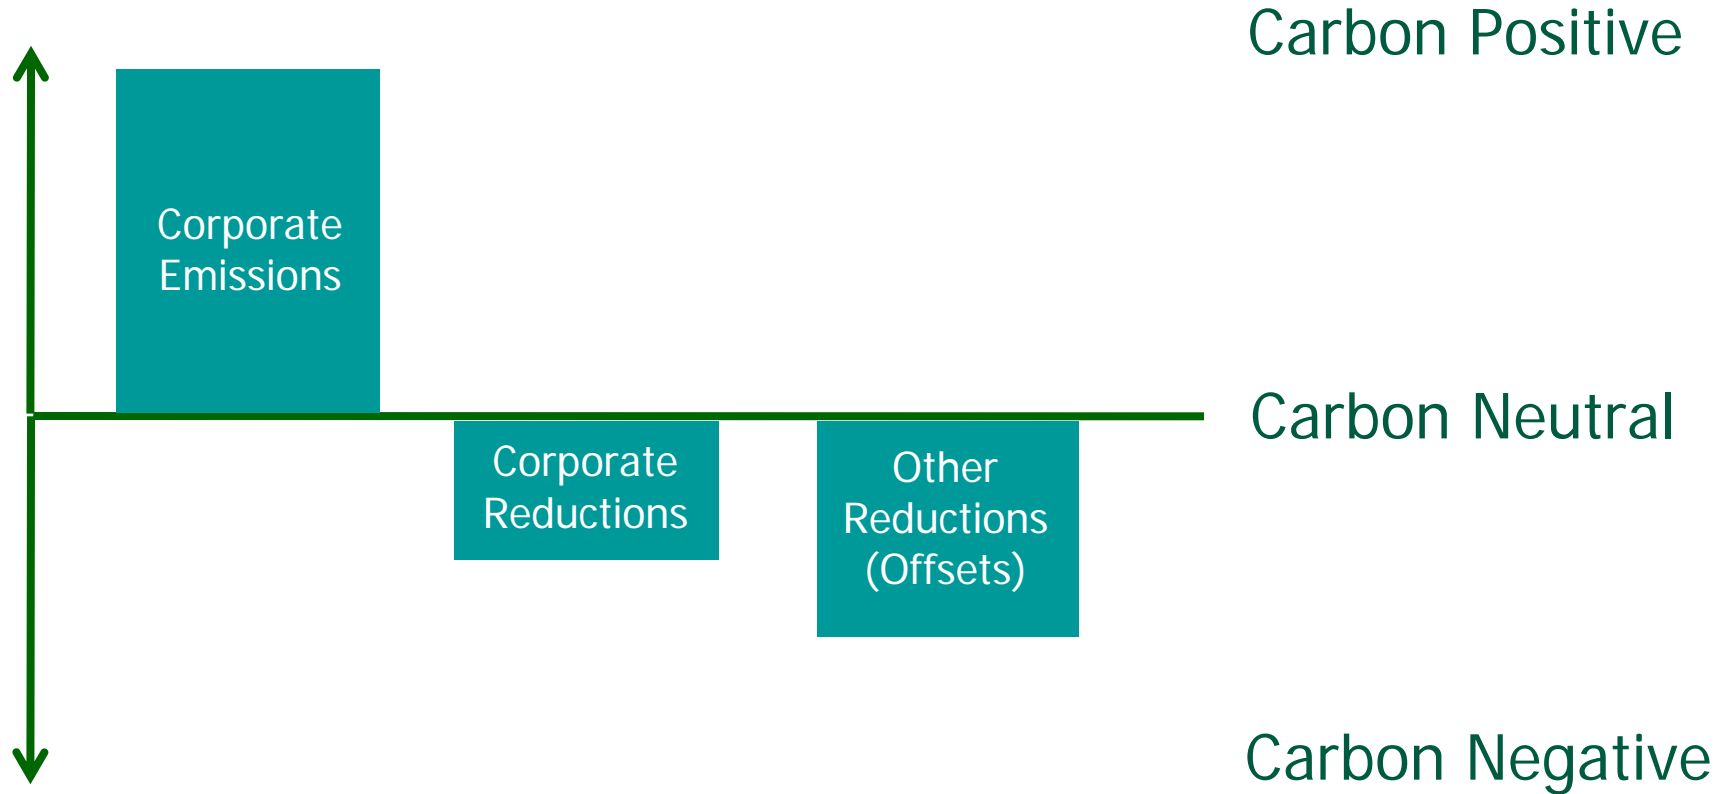 Carbon Positive
Corporate
Emissions
Carbon Neutral
Corporate
Reductions
Other
Reductions
(Offsets)
Carbon Negative